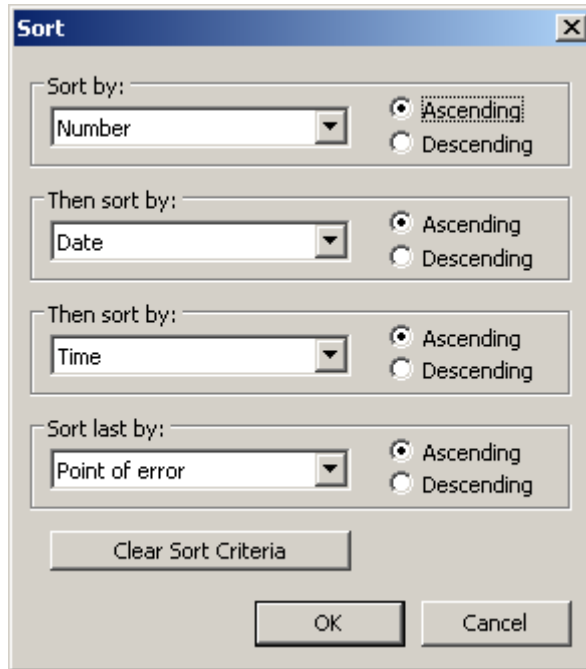 Sort
Sort by:
Number
Ascending
Descending
Then sort by:
Date
Ascending
Descending
Then sort by:
Time
Ascending
Descending
Sort last by:
Point of error
Ascending
Descending
Clear Sort Criteria
OK
Cancel